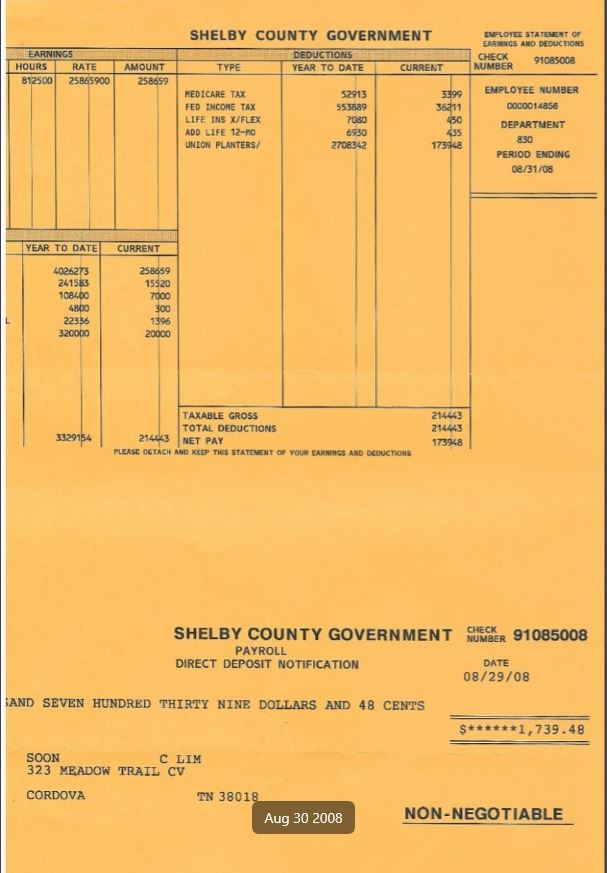 SHELBY COUNTY GOVERNMENT
EMPLOYEE STATEMENT OF
EARNINGS AND DEDUCTIONS
CHECK
NUMBER 91085008
EARNINGS DEDUCTIONS
HOURS RATE AMOUNT TYPE YEAR TO DATE CURRENT
812500 25865900 258659
EMPLOYEE NUMBER
0000014856
DEPARTMENT
830
PERIOD ENDING
08/31/08
MEDICARE TAX 52913 3399
FED INCOME TAX 553889 36211
LIFE INS X/FLEX 7080 450
ADD LIFE 12-MO 6930 435
UNION PLANTERS/ 2708342 173948
YEAR TO DATE CURRENT
4026273 258659
241583 15520
108400 7000
4800 300
L 22336 1396
320000 20000
3329154 214443
TAXABLE GROSS 214443
TOTAL DEDUCTIONS 214443
NET PAY 173948
PLEASE DETACH AND KEEP THIS STATEMENT OF YOUR EARNINGS AND DEDUCTIONS
SHELBY COUNTY GOVERNMENT
CHECK
NUMBER 91085008
PAYROLL
DIRECT DEPOSIT NOTIFICATION
DATE
08/29/08
SAND SEVEN HUNDRED THIRTY NINE DOLLARS AND 48 CENTS
$******1,739.48
SOON C LIM
323 MEADOW TRAIL CV
CORDOVA TN 38018
Aug 30 2008
NON-NEGOTIABLE